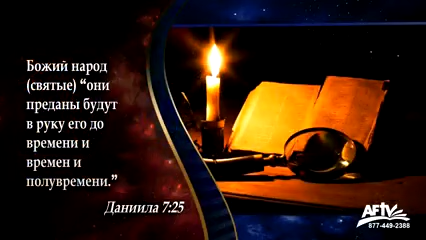 Божий народ
(святые) “они
преданы будут
в руку его до
времени и
времен и
полувремени.”
Даниила 7:25
AFTV
877-449-2388